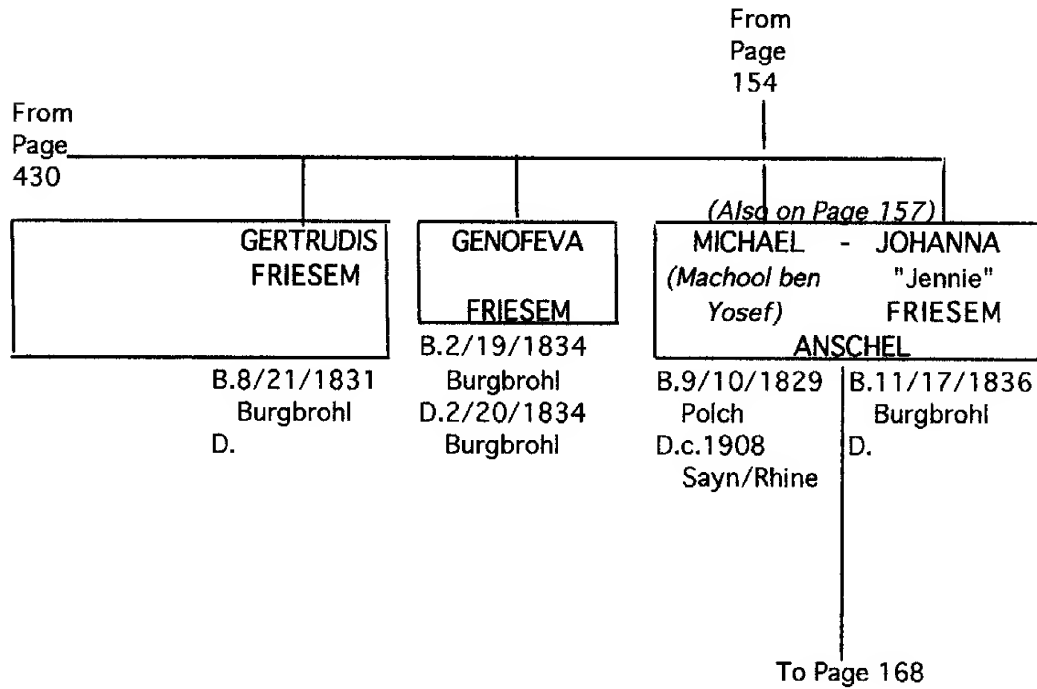 From
Page
154
From
Page
430
(Also on Page 157)
GERTRUDIS
FRIESEM
B.8/21/1831
Burgbrohl
D.
GENOFEVA
FRIESEM
B.2/19/1834
Burgbrohl
D.2/20/1834
Burgbrohl
MICHAEL - JOHANNA
(Machool ben "Jennie"
Yosef) FRIESEM
ANSCHEL
B.9/10/1829 B.11/17/1836
Polch Burgbrohl
D.c.1908 D.
Sayn/Rhine
To Page 168